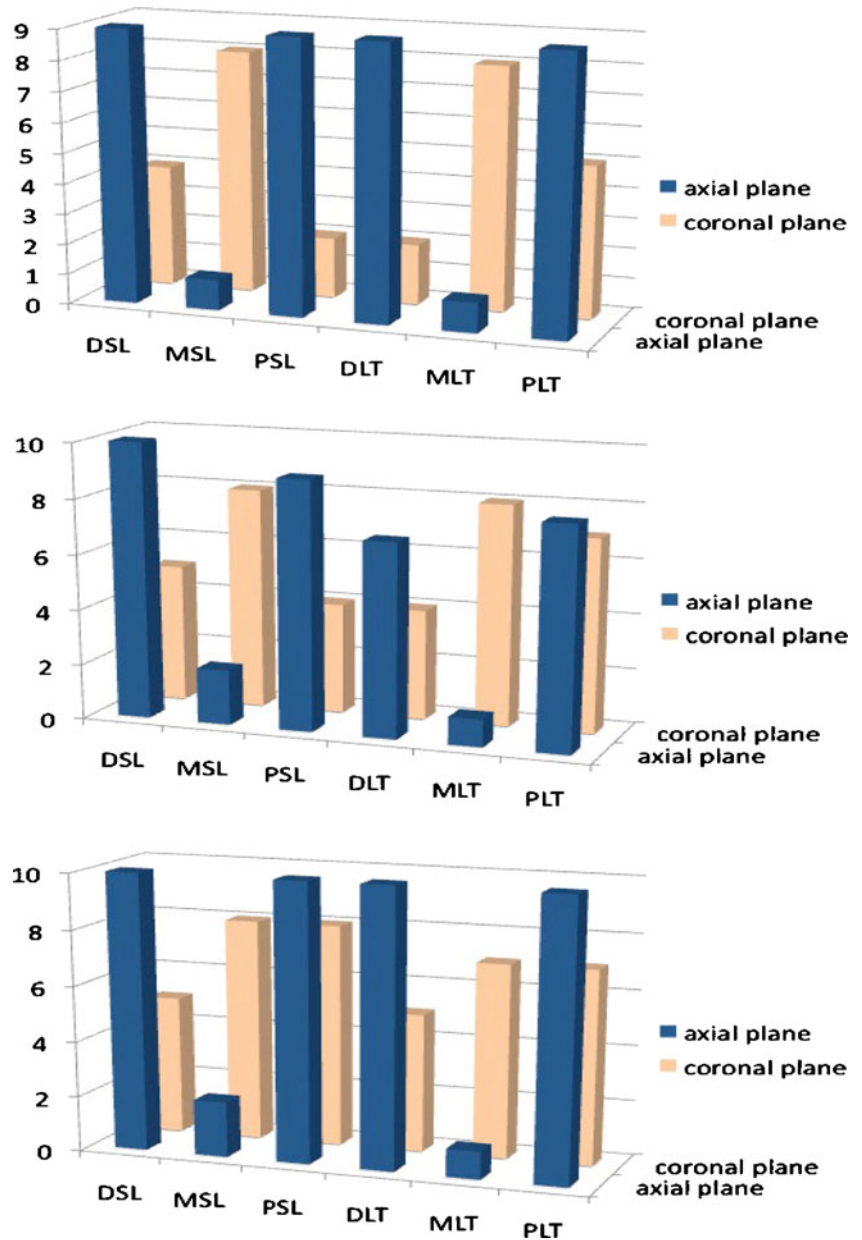 9
8
7
6
5
4
3
2
1
0
DSL
MSL
PSL
DLT
MLT
PLT
axial plane
coronal plane
coronal plane
axial plane
10
8
6
4
2
0
DSL
MSL
PSL
DLT
MLT
PLT
axial plane
coronal plane
coronal plane
axial plane
10
8
6
4
2
0
DSL
MSL
PSL
DLT
MLT
PLT
axial plane
coronal plane
coronal plane
axial plane